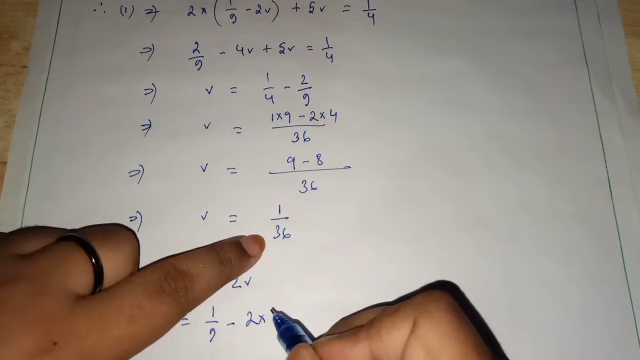 ∴ (1) ⇒ 2×(1/9 - 2v) + 5v = 1/4
⇒ 2/9 - 4v + 5v = 1/4
⇒ v = 1/4 - 2/9
⇒ v = (1×9 - 2×4)/36
⇒ v = (9 - 8)/36
⇒ v = 1/36
2v
= 1/9 - 2×